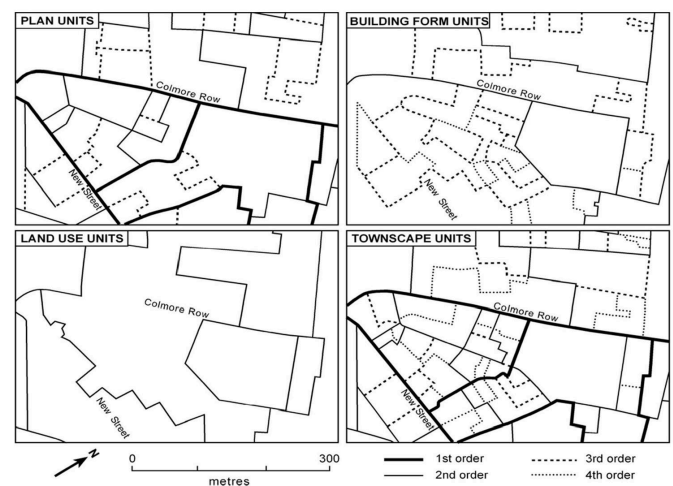 PLAN UNITS
Colmore Row
New Street
BUILDING FORM UNITS
Colmore Row
New Street
LAND USE UNITS
Colmore Row
New Street
TOWNSCAPE UNITS
Colmore Row
New Street
N
0 300
metres
1st order
2nd order
3rd order
4th order